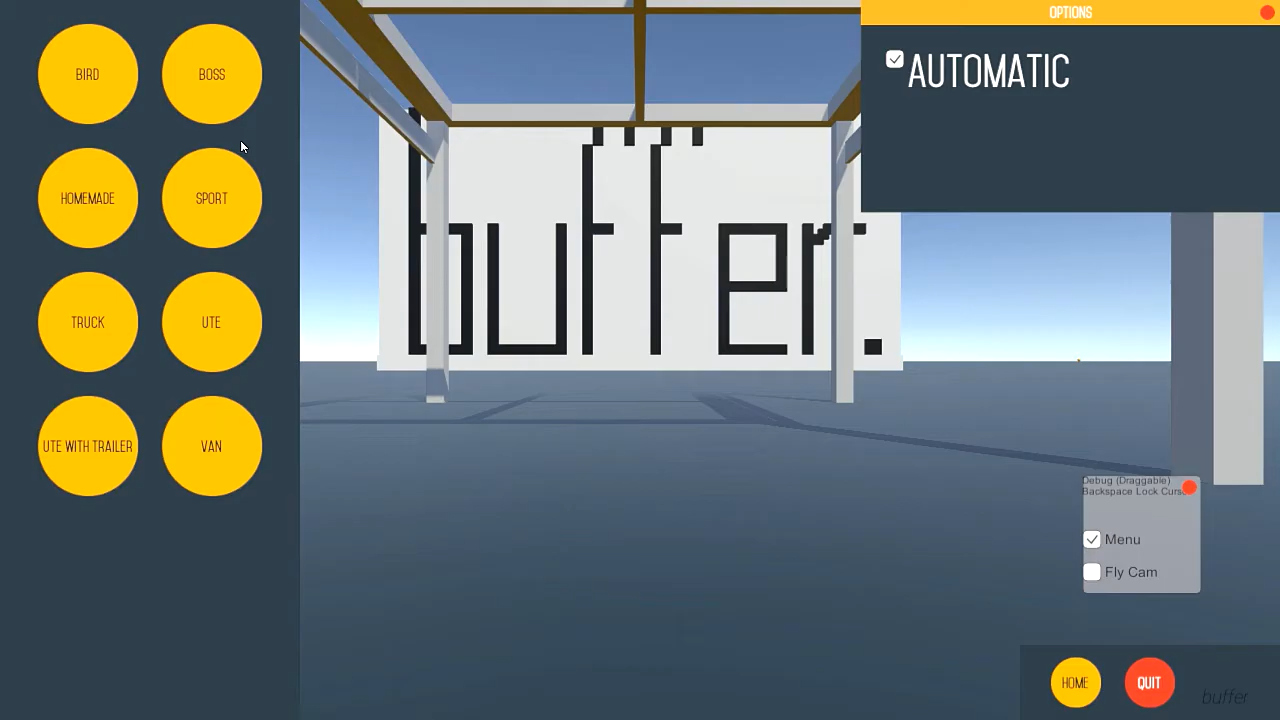 BIRD
BOSS
HOMEMADE
SPORT
TRUCK
UTE
UTE WITH TRAILER
VAN
buffer.
OPTIONS
AUTOMATIC
Debug (Draggable)
Backspace Lock Curs
Menu
Fly Cam
HOME
QUIT
buffer